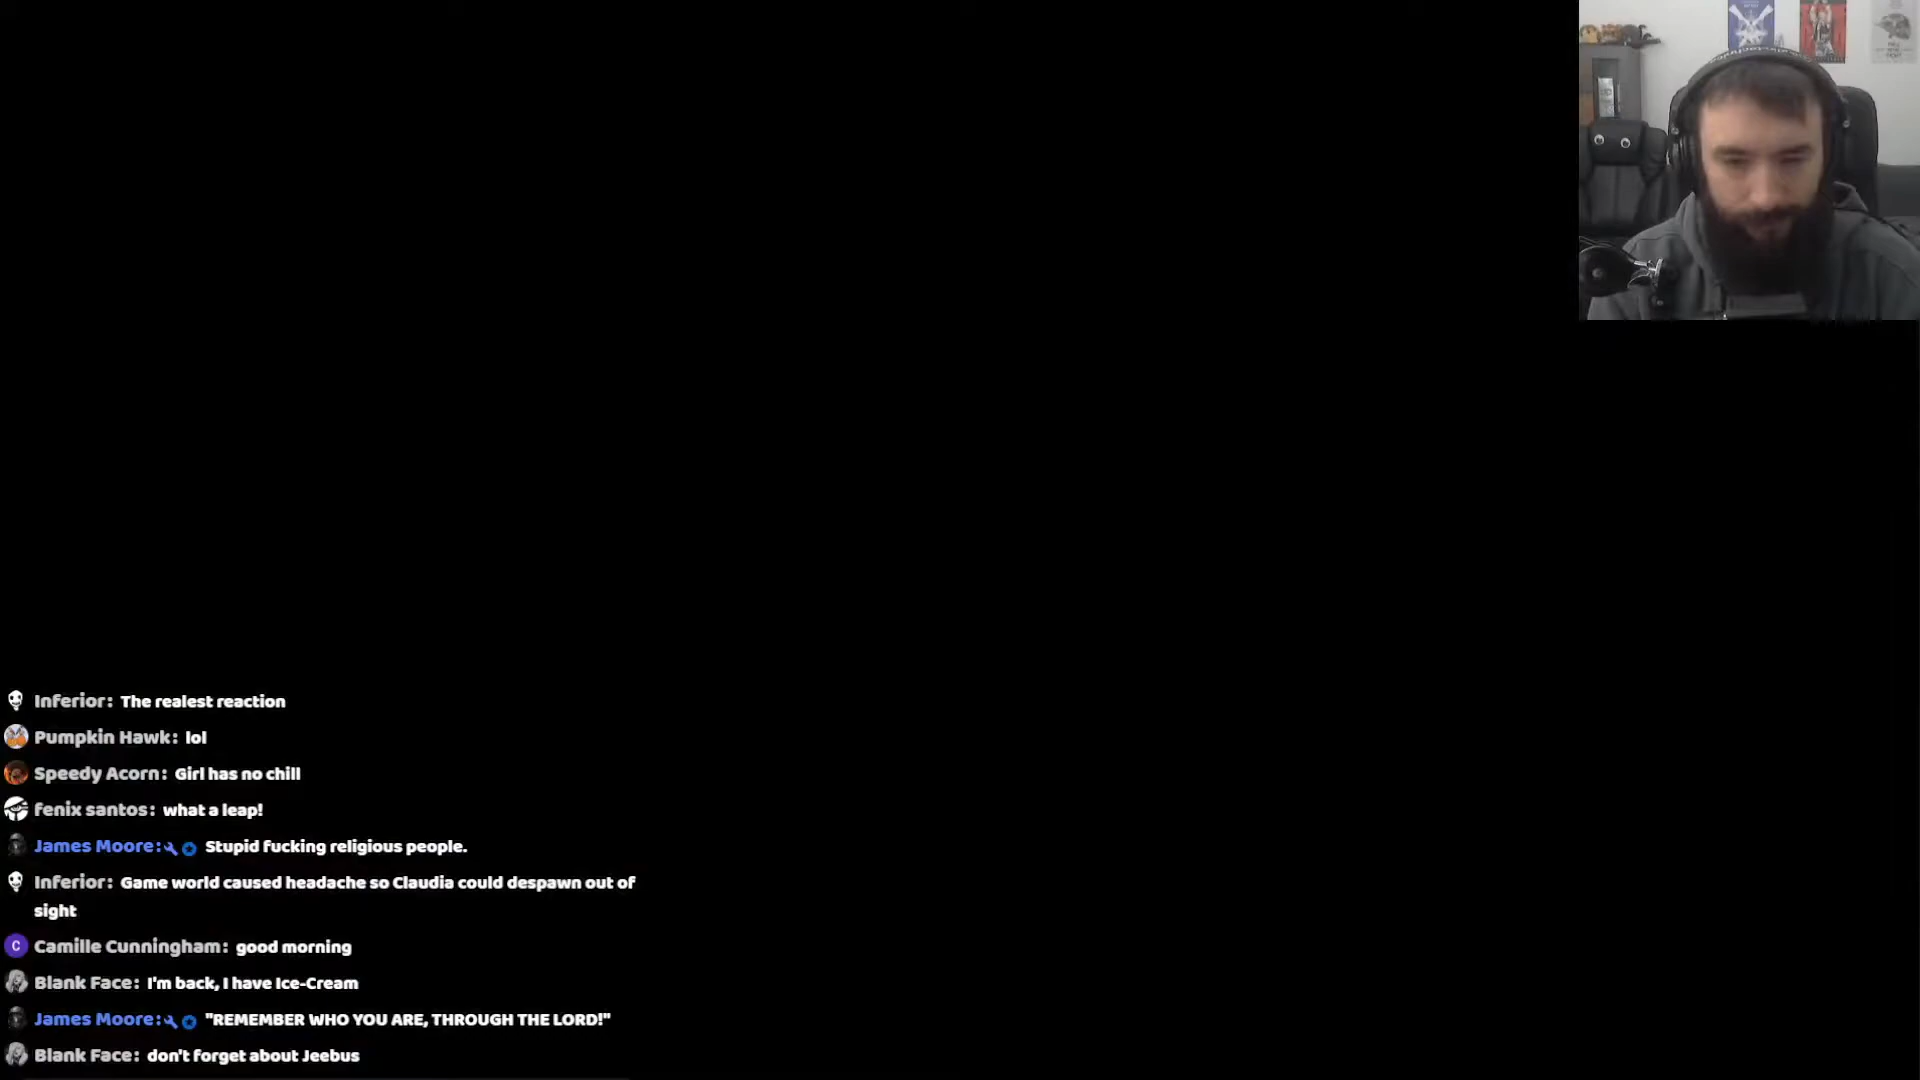 Inferior: The realest reaction
Pumpkin Hawk: lol
Speedy Acorn: Girl has no chill
fenix santos: what a leap!
James Moore: Stupid fucking religious people.
Inferior: Game world caused headache so Claudia could despawn out of
sight
C Camille Cunningham: good morning
Blank Face: I'm back, I have Ice-Cream
James Moore: "REMEMBER WHO YOU ARE, THROUGH THE LORD!"
Blank Face: don't forget about Jeebus